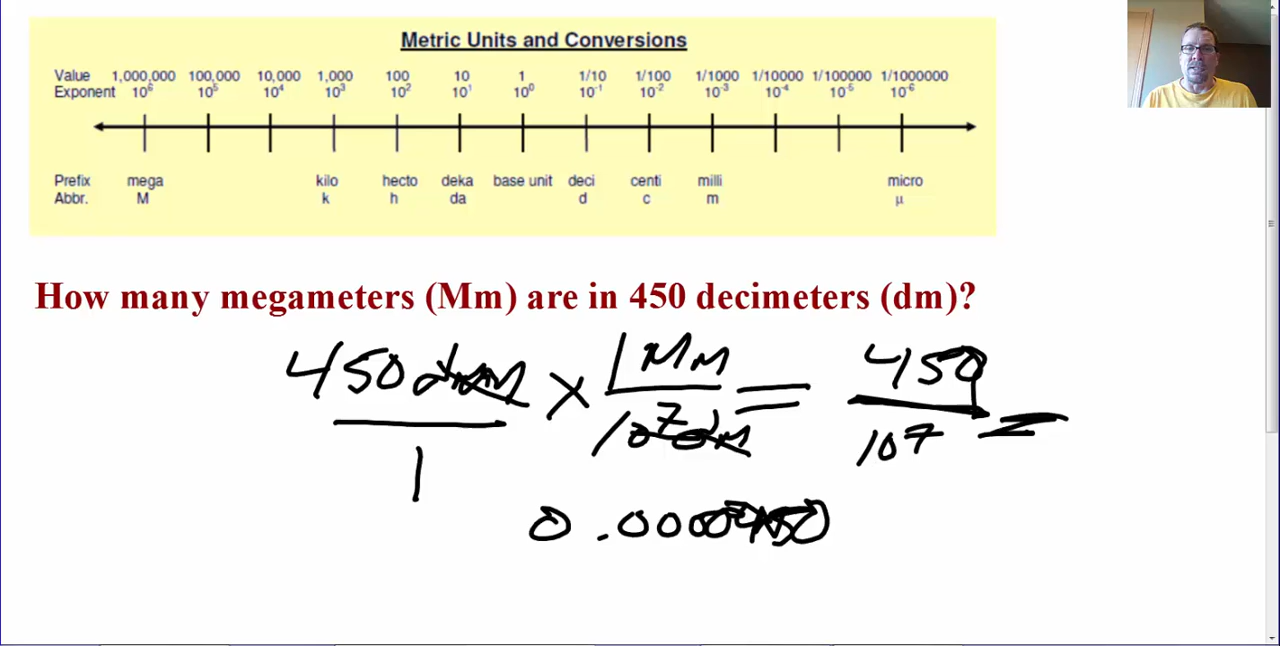 Metric Units and Conversions
Value 1,000,000 100,000 10,000 1,000 100 10 1 1/10 1/100 1/1000 1/10000 1/100000 1/1000000
Exponent 10⁶ 10⁵ 10⁴ 10³ 10² 10¹ 10⁰ 10⁻¹ 10⁻² 10⁻³ 10⁻⁴ 10⁻⁵ 10⁻⁶
Prefix mega kilo hecto deka base unit deci centi milli micro
Abbr. M k h da d c m µ
How many megameters (Mm) are in 450 decimeters (dm)?
450 dm × 1 Mm = 450 =
1 10⁷ dm 10⁷